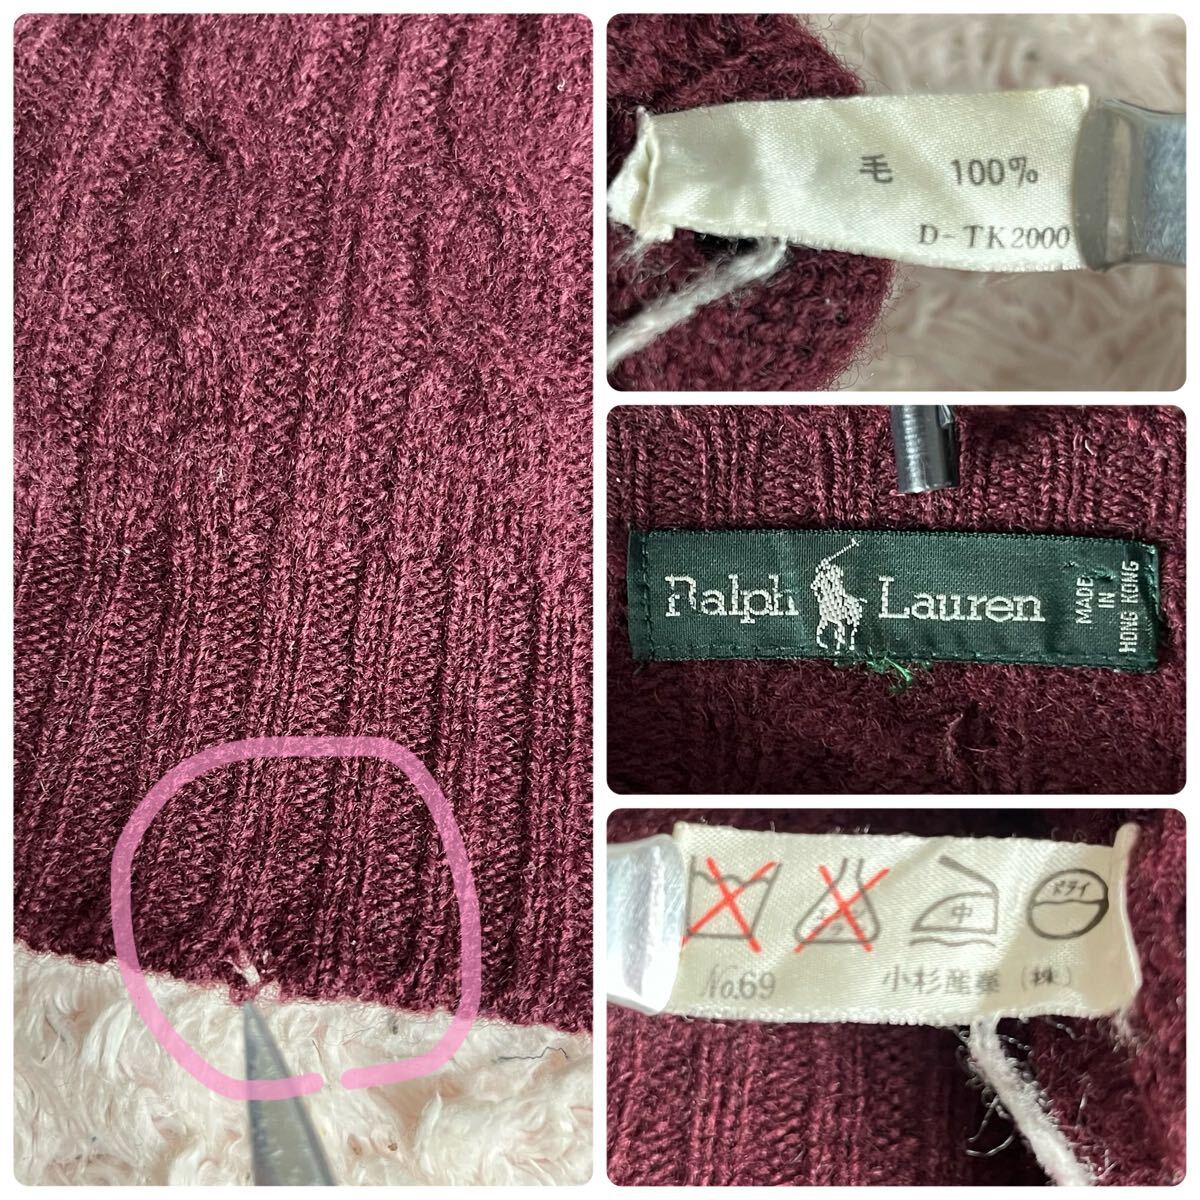 毛 100%
D-TK2000
Ralph Lauren
MADE IN HONG KONG
中
ドライ
No.69
小杉産業 (株)